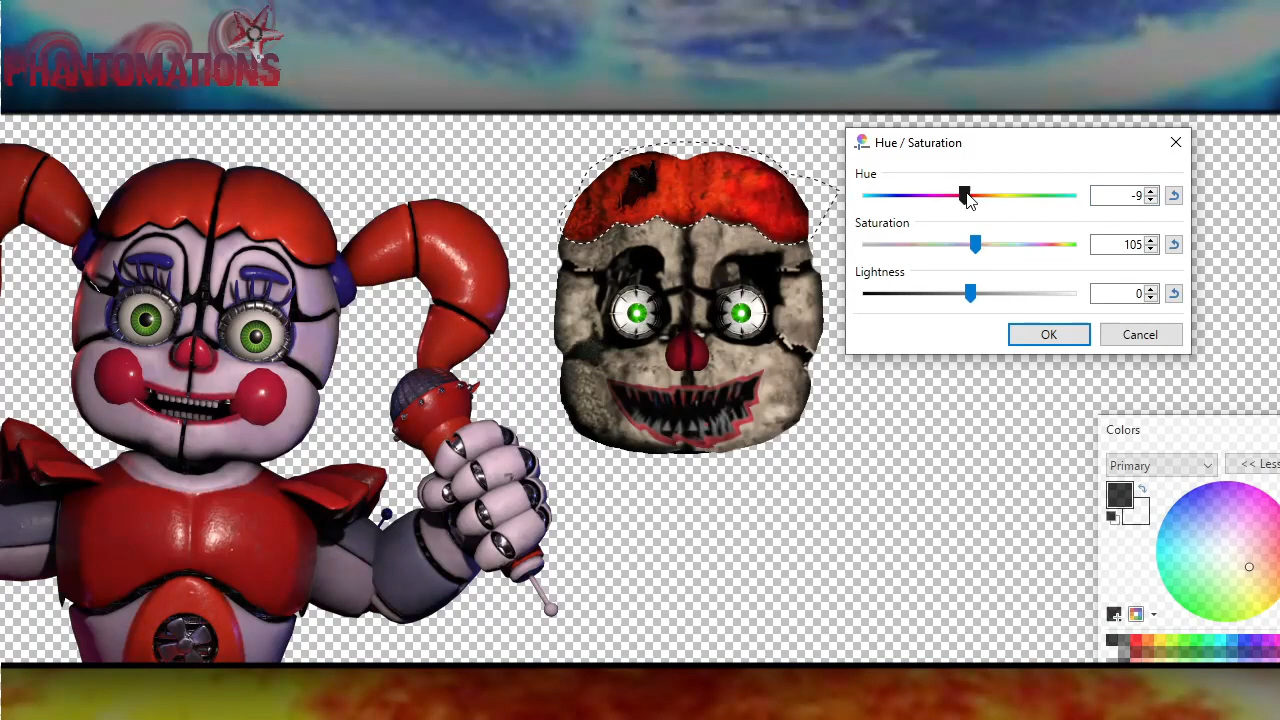 PHANTOMATIONS
Hue / Saturation
Hue
-9
Saturation
105
Lightness
0
OK
Cancel
Colors
Primary
<< Less